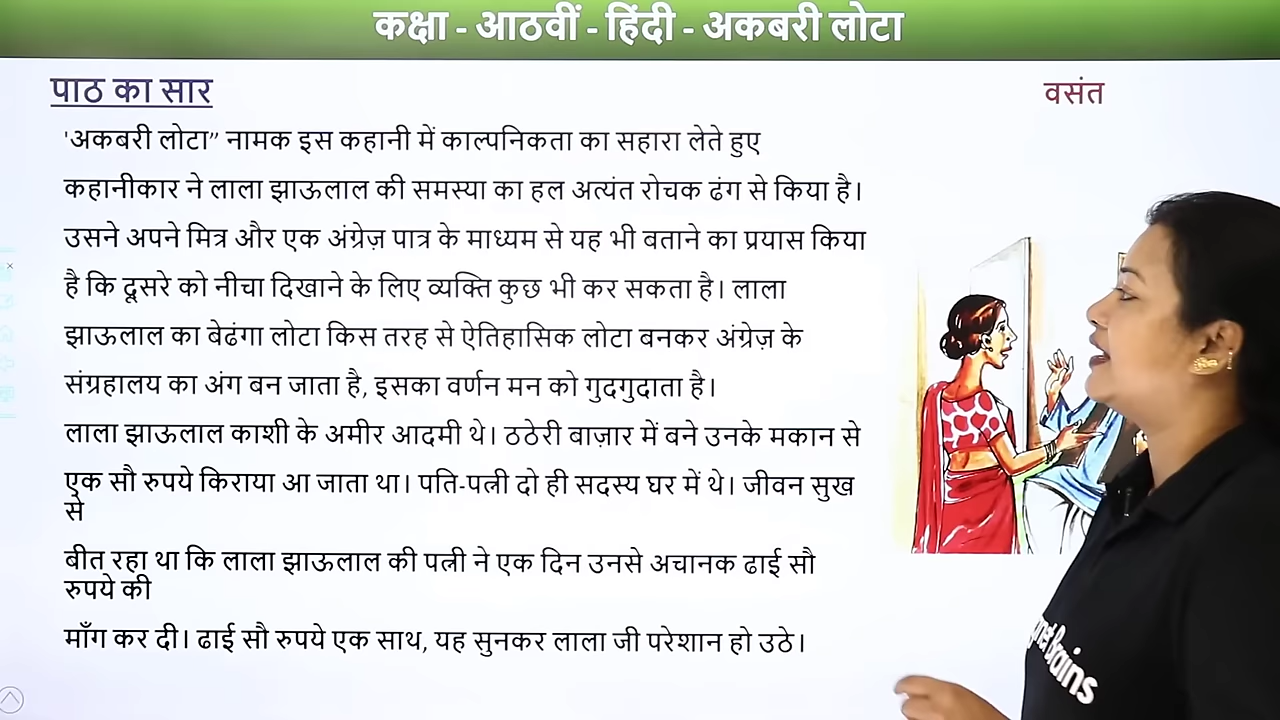 कक्षा - आठवीं - हिंदी - अकबरी लोटा
पाठ का सार
वसंत
'अकबरी लोटा” नामक इस कहानी में काल्पनिकता का सहारा लेते हुए
कहानीकार ने लाला झाऊलाल की समस्या का हल अत्यंत रोचक ढंग से किया है।
उसने अपने मित्र और एक अंग्रेज़ पात्र के माध्यम से यह भी बताने का प्रयास किया
है कि दूसरे को नीचा दिखाने के लिए व्यक्ति कुछ भी कर सकता है। लाला
झाऊलाल का बेढंगा लोटा किस तरह से ऐतिहासिक लोटा बनकर अंग्रेज़ के
संग्रहालय का अंग बन जाता है, इसका वर्णन मन को गुदगुदाता है।
लाला झाऊलाल काशी के अमीर आदमी थे। ठठेरी बाज़ार में बने उनके मकान से
एक सौ रुपये किराया आ जाता था। पति-पत्नी दो ही सदस्य घर में थे। जीवन सुख
से
बीत रहा था कि लाला झाऊलाल की पत्नी ने एक दिन उनसे अचानक ढाई सौ
रुपये की
माँग कर दी। ढाई सौ रुपये एक साथ, यह सुनकर लाला जी परेशान हो उठे।
Brains